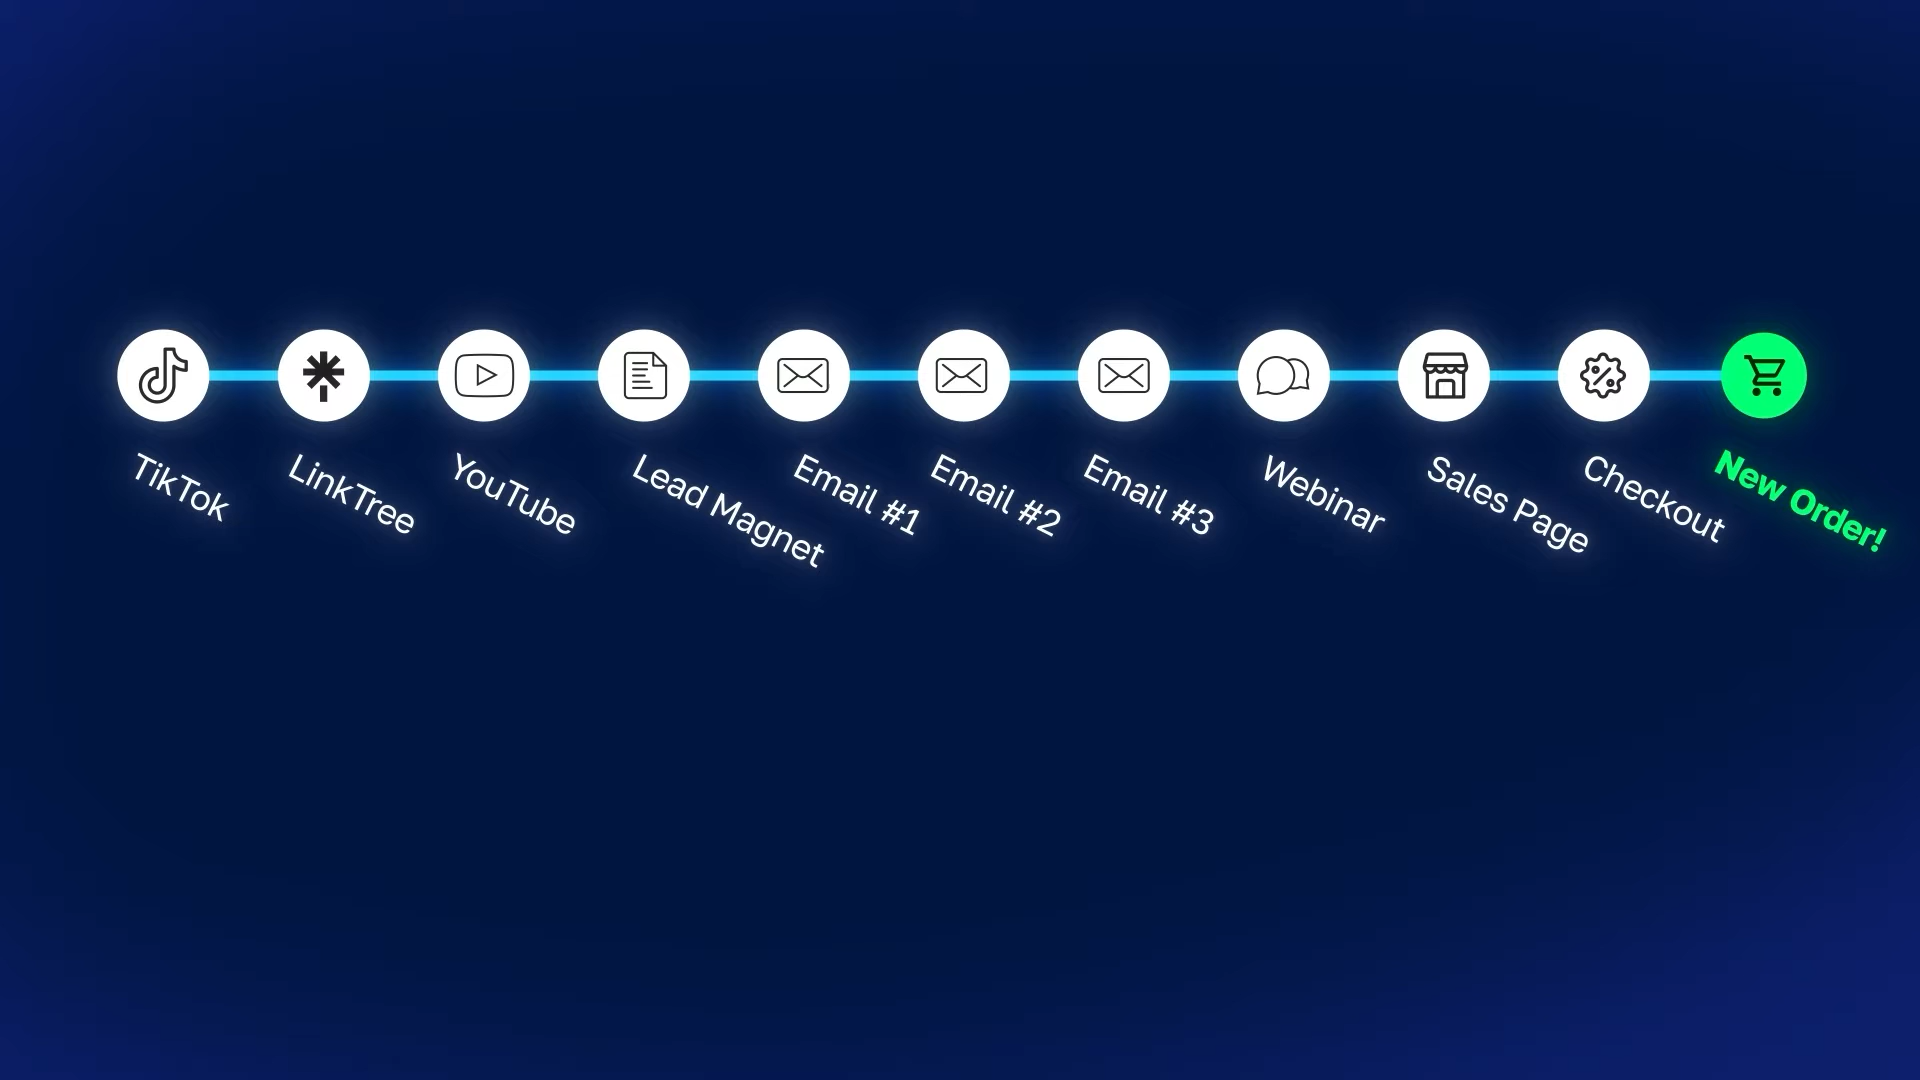 TikTok
LinkTree
YouTube
Lead Magnet
Email #1
Email #2
Email #3
Webinar
Sales Page
Checkout
New Order!